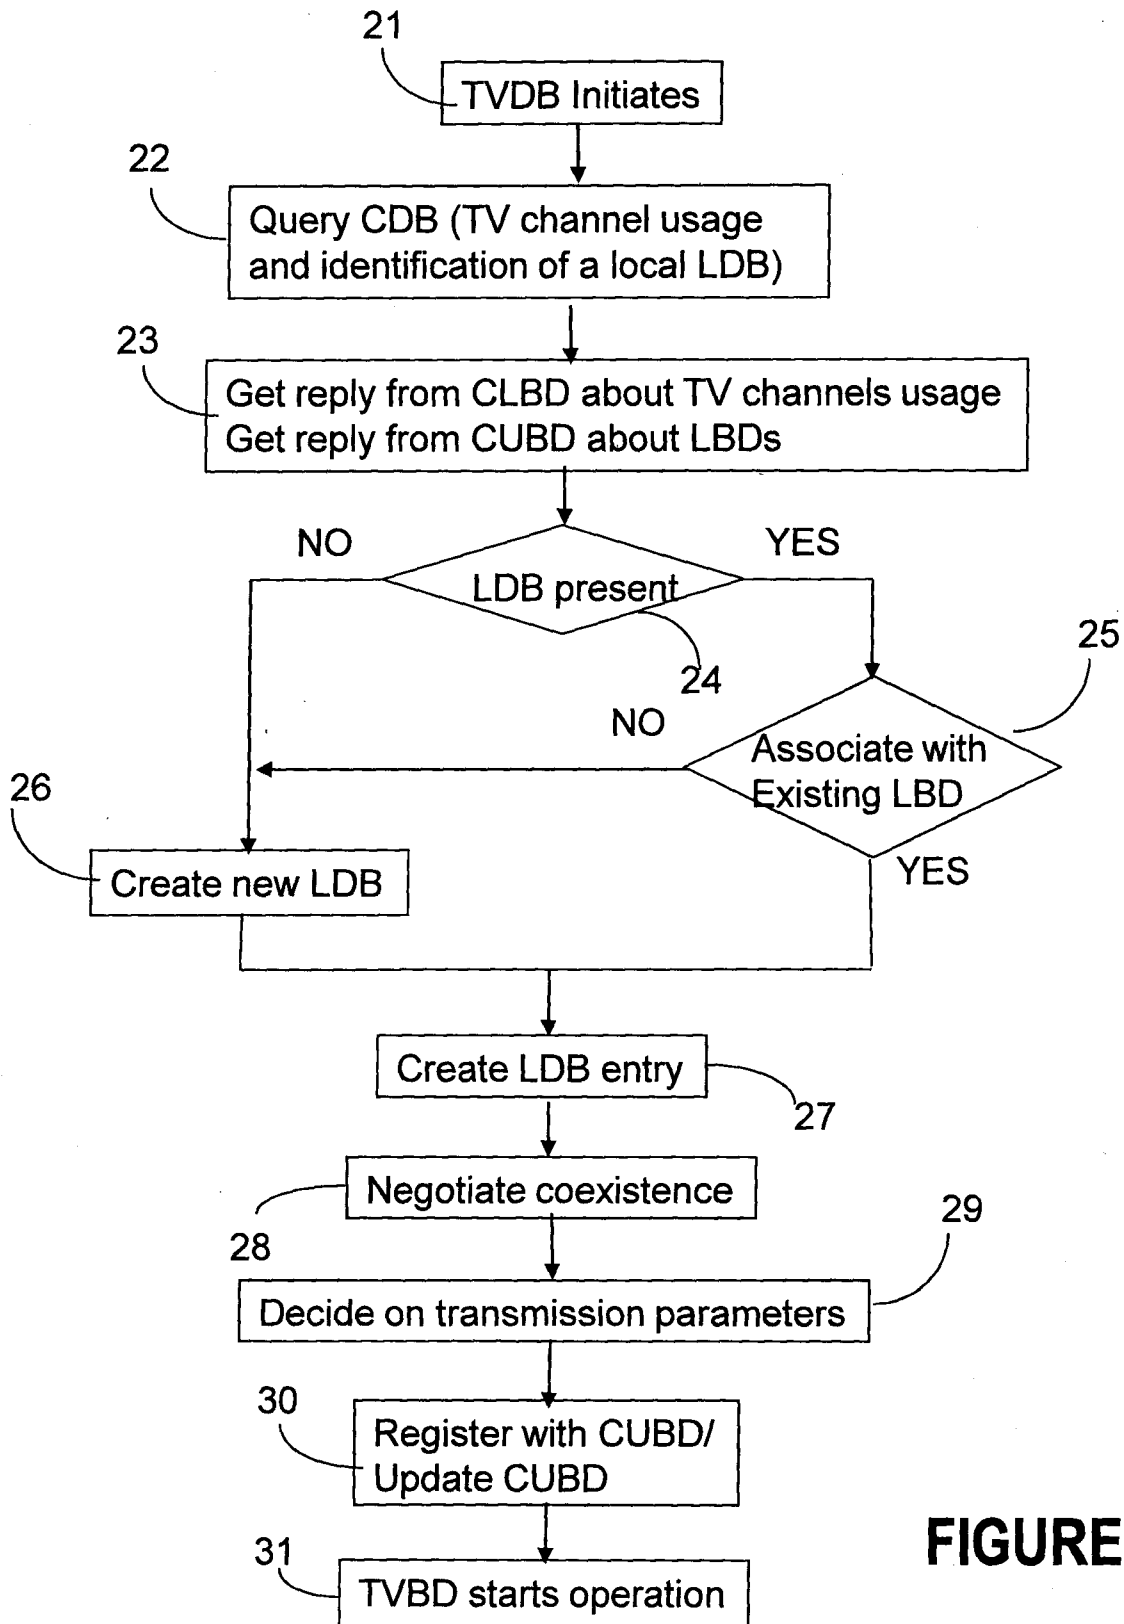 21
TVDB Initiates
22
Query CDB (TV channel usage
and identification of a local LDB)
23
Get reply from CLBD about TV channels usage
Get reply from CUBD about LBDs
NO
YES
LDB present
24
25
NO
Associate with
Existing LBD
YES
26
Create new LDB
Create LDB entry
27
Negotiate coexistence
28
29
Decide on transmission parameters
30
Register with CUBD/
Update CUBD
31
TVBD starts operation
FIGURE